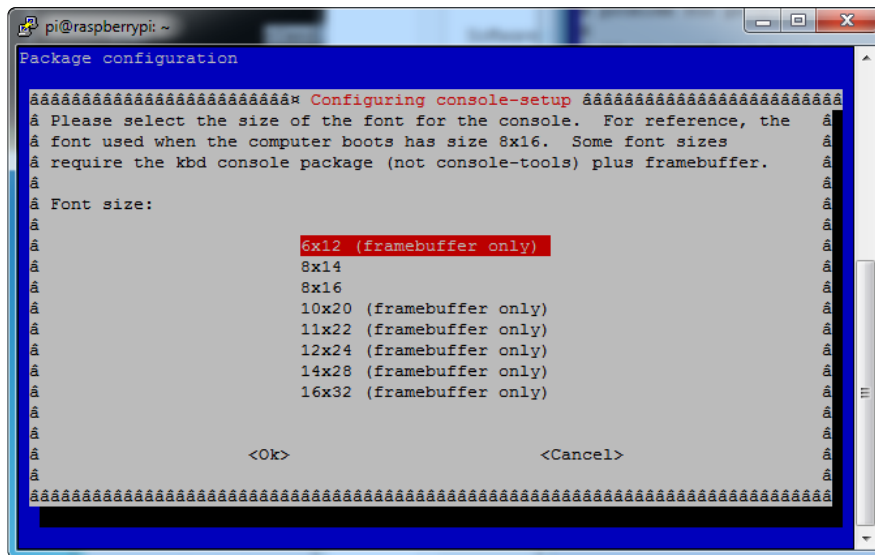 pi@raspberrypi: ~
Package configuration
ââââââââââââââââââââââââââ¤ Configuring console-setup âââââââââââââââââââââââââ
â Please select the size of the font for the console.  For reference, the   â
â font used when the computer boots has size 8x16.  Some font sizes         â
â require the kbd console package (not console-tools) plus framebuffer.     â
â                                                                           â
â Font size:                                                                â
â                                                                           â
â 6x12 (framebuffer only) â
â 8x14 â
â 8x16 â
â 10x20 (framebuffer only) â
â 11x22 (framebuffer only) â
â 12x24 (framebuffer only) â
â 14x28 (framebuffer only) â
â 16x32 (framebuffer only) â
â                                                                           â
â                                                                           â
â <Ok> <Cancel> â
â                                                                           â
âââââââââââââââââââââââââââââââââââââââââââââââââââââââââââââââââââââââââââââ